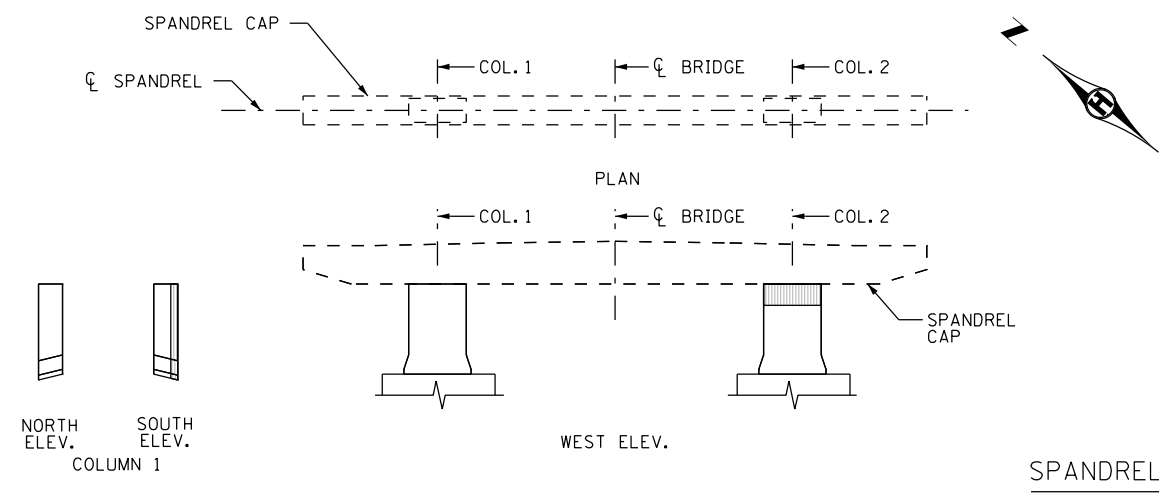 SPANDREL CAP
℄ SPANDREL
COL. 1
℄ BRIDGE
COL. 2
N
H
PLAN
COL. 1
℄ BRIDGE
COL. 2
SPANDREL
CAP
NORTH
ELEV.
SOUTH
ELEV.
COLUMN 1
WEST ELEV.
SPANDREL